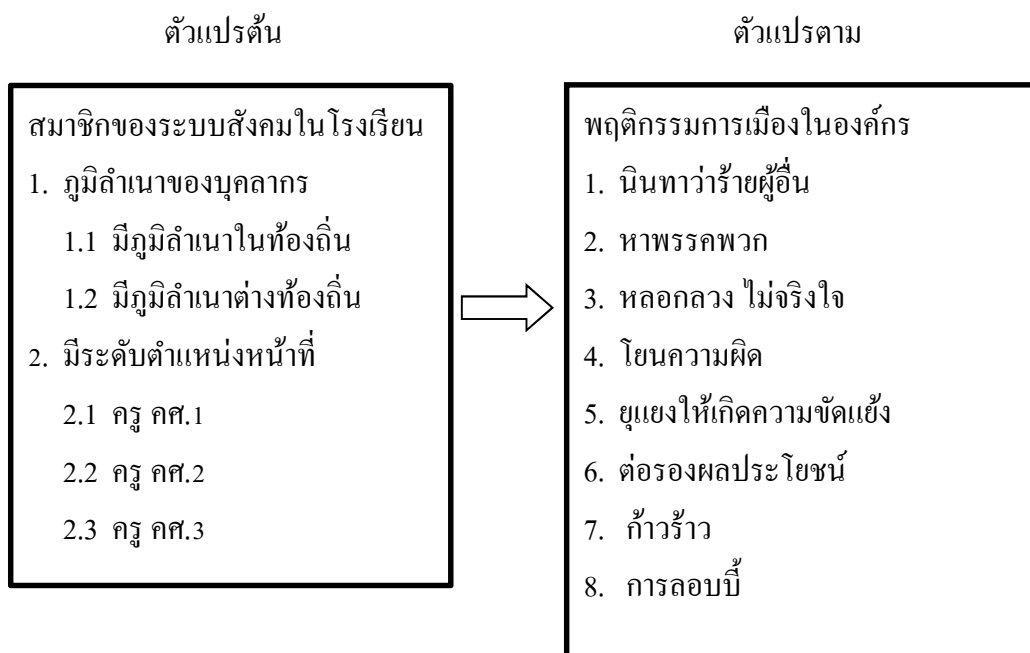 ตัวแปรต้น
ตัวแปรตาม
สมาชิกของระบบสังคมในโรงเรียน
1. ภูมิลำเนาของบุคลากร
1.1 มีภูมิลำเนาในท้องถิ่น
1.2 มีภูมิลำเนาต่างท้องถิ่น
2. มีระดับตำแหน่งหน้าที่
2.1 ครู คศ.1
2.2 ครู คศ.2
2.3 ครู คศ.3
พฤติกรรมการเมืองในองค์กร
1. นินทาว่าร้ายผู้อื่น
2. หาพรรคพวก
3. หลอกลวง ไม่จริงใจ
4. โยนความผิด
5. ยุแยงให้เกิดความขัดแย้ง
6. ต่อรองผลประโยชน์
7. ก้าวร้าว
8. การลอบบี้